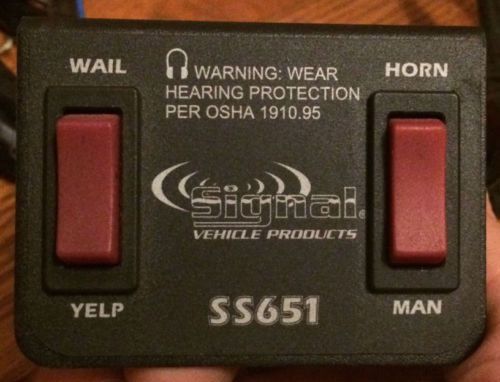 WAIL
WARNING: WEAR
HEARING PROTECTION
PER OSHA 1910.95
HORN
Signal®
VEHICLE PRODUCTS
YELP
SS651
MAN